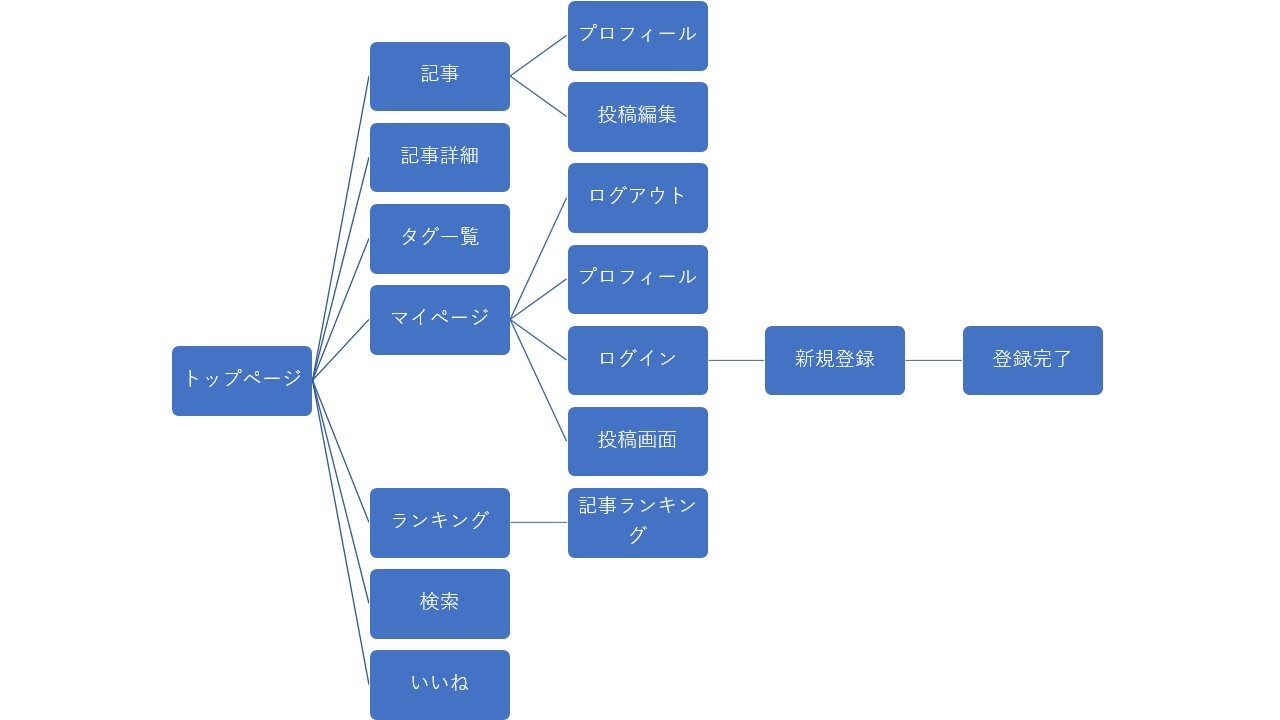 トップページ
記事
プロフィール
投稿編集
記事詳細
タグ一覧
マイページ
ログアウト
プロフィール
ログイン
新規登録
登録完了
投稿画面
ランキング
記事ランキン
グ
検索
いいね